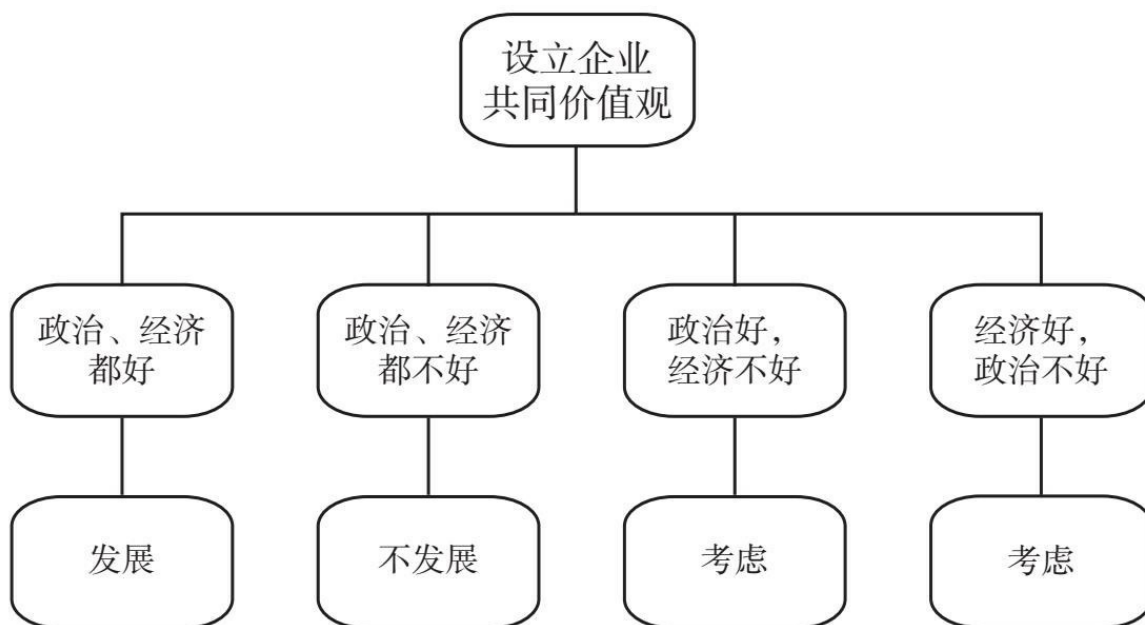 设立企业
共同价值观
政治、经济
都好
政治、经济
都不好
政治好，
经济不好
经济好，
政治不好
发展
不发展
考虑
考虑